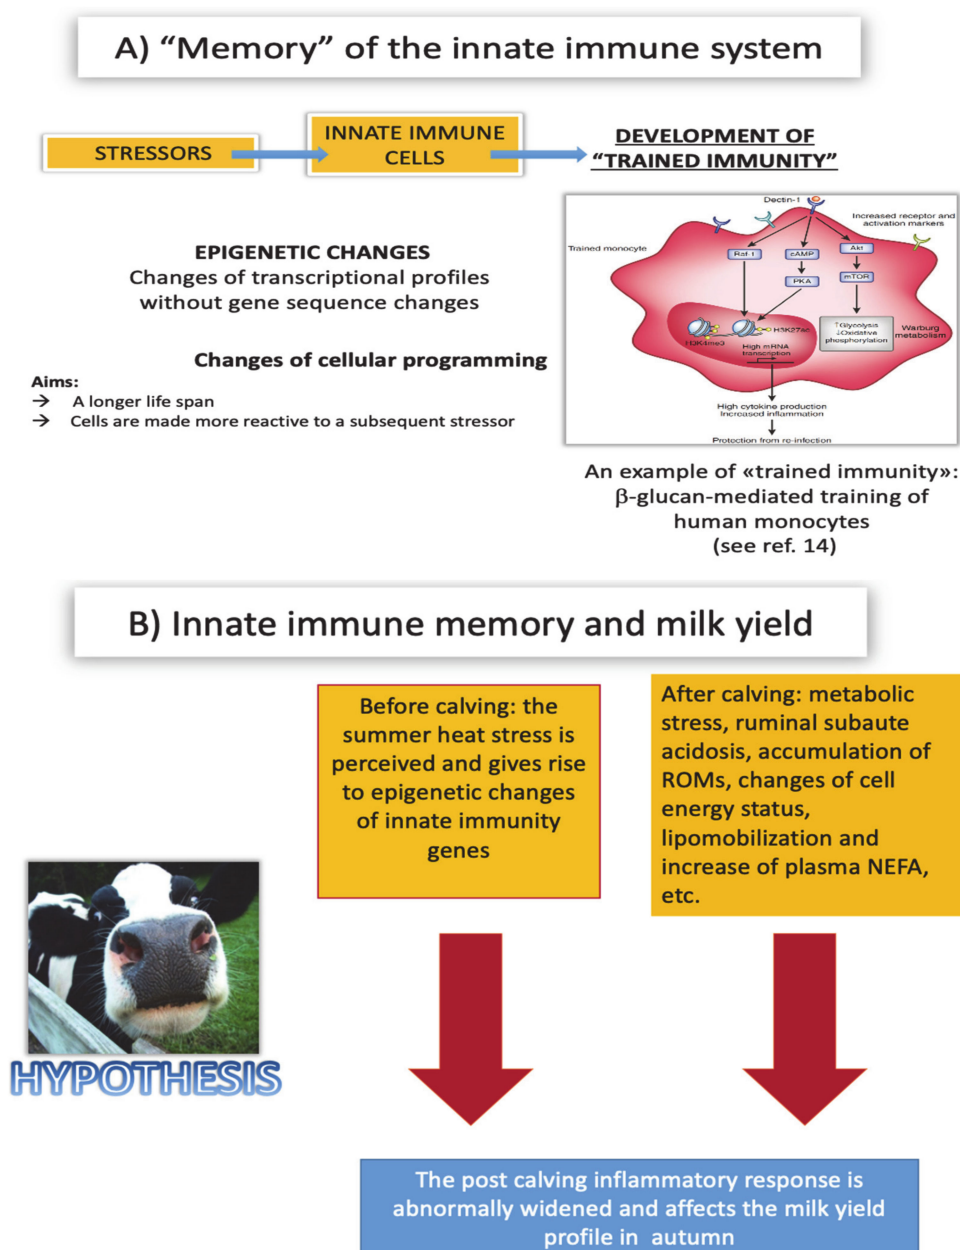 A) “Memory” of the innate immune system
STRESSORS
INNATE IMMUNE
CELLS
DEVELOPMENT OF
“TRAINED IMMUNITY”
EPIGENETIC CHANGES
Changes of transcriptional profiles
without gene sequence changes
Changes of cellular programming
Aims:
→ A longer life span
→ Cells are made more reactive to a subsequent stressor
Dectin-1
Increased receptor and
activation markers
Trained monocyte
Raf-1
cAMP
Akt
PKA
mTOR
H3K4me3
H3K27Ac
High mRNA
transcription
↑Glycolysis
↓Oxidative
phosphorylation
Warburg
metabolism
High cytokine production
Increased inflammation
Protection from re-infection
An example of «trained immunity»:
β-glucan-mediated training of
human monocytes
(see ref. 14)
B) Innate immune memory and milk yield
Before calving: the
summer heat stress is
perceived and gives rise
to epigenetic changes
of innate immunity
genes
After calving: metabolic
stress, ruminal subaute
acidosis, accumulation of
ROMs, changes of cell
energy status,
lipomobilization and
increase of plasma NEFA,
etc.
HYPOTHESIS
The post calving inflammatory response is
abnormally widened and affects the milk yield
profile in autumn